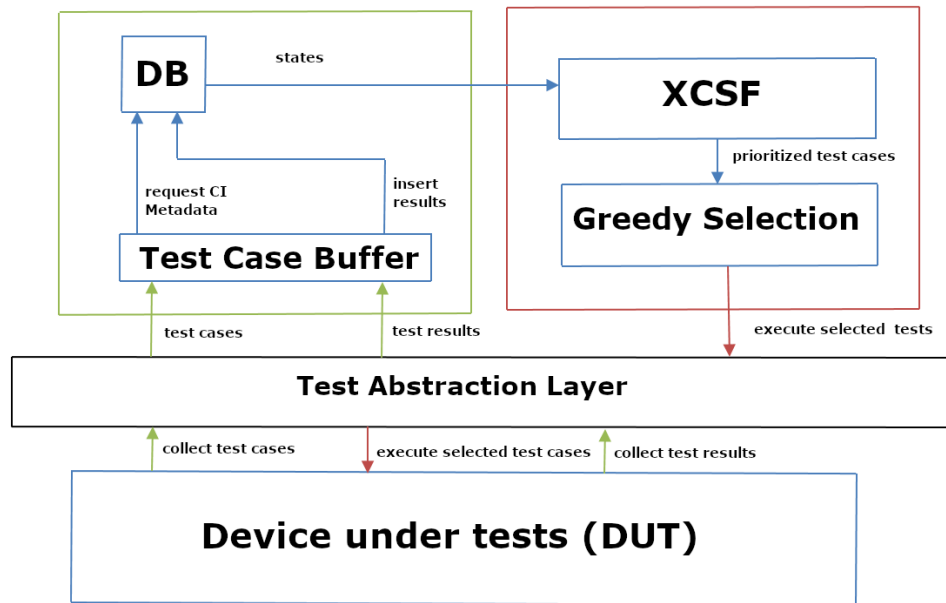 DB
states
XCSF
prioritized test cases
request CI
Metadata
insert
results
Greedy Selection
Test Case Buffer
test cases
test results
execute selected tests
Test Abstraction Layer
collect test cases
execute selected test cases
collect test results
Device under tests (DUT)